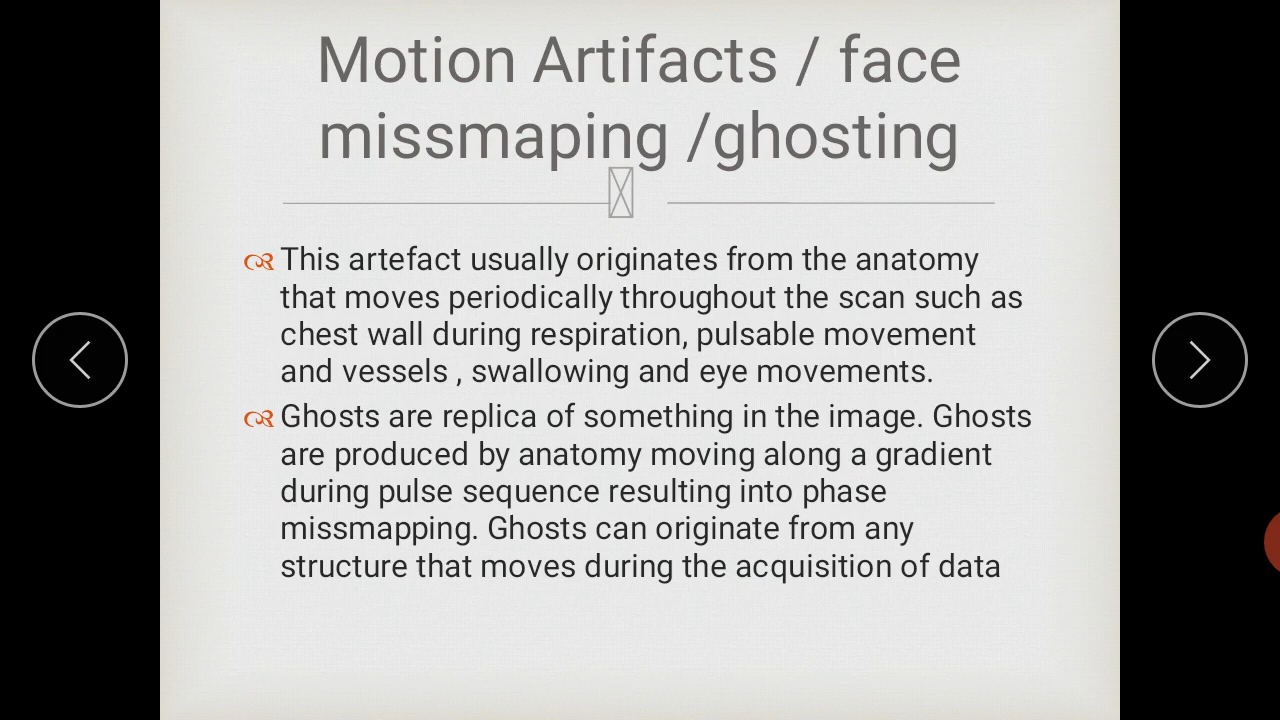 Motion Artifacts / face
missmaping /ghosting
This artefact usually originates from the anatomy
that moves periodically throughout the scan such as
chest wall during respiration, pulsable movement
and vessels , swallowing and eye movements.
Ghosts are replica of something in the image. Ghosts
are produced by anatomy moving along a gradient
during pulse sequence resulting into phase
missmapping. Ghosts can originate from any
structure that moves during the acquisition of data